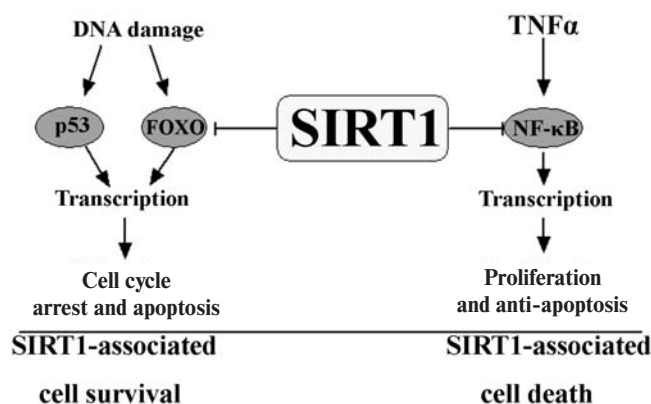 DNA damage
TNFα
p53
FOXO
SIRT1
NF-κB
Transcription
Transcription
Cell cycle
arrest and apoptosis
Proliferation
and anti-apoptosis
SIRT1-associated
cell survival
SIRT1-associated
cell death